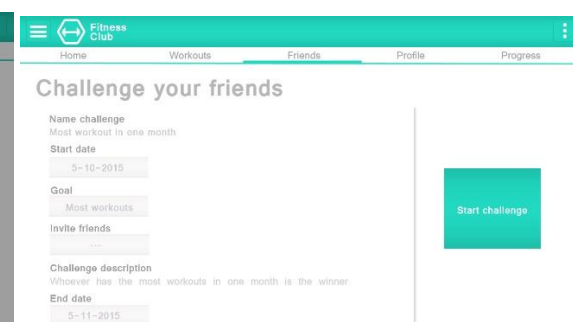 Fitness
Club
Home Workouts Friends Profile Progress
Challenge your friends
Name challenge
Most workout in one month
Start date
5-10-2015
Goal
Most workouts
Invite friends
...
Challenge description
Whoever has the most workouts in one month is the winner
End date
5-11-2015
Start challenge